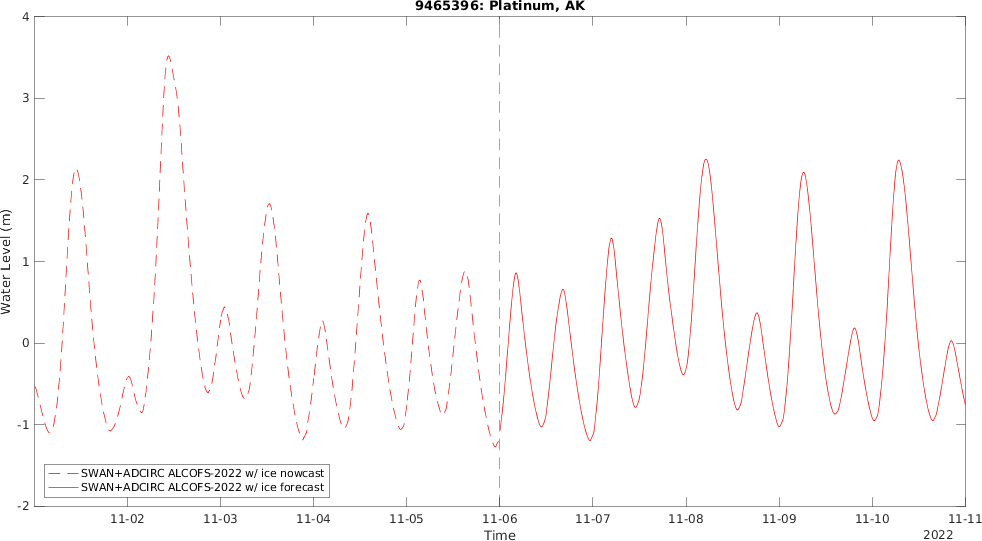 9465396: Platinum, AK
Water Level (m)
4
3
2
1
0
-1
-2
SWAN+ADCIRC ALCOFS-2022 w/ ice nowcast
SWAN+ADCIRC ALCOFS-2022 w/ ice forecast
11-02 11-03 11-04 11-05 11-06 11-07 11-08 11-09 11-10 11-11
Time
2022